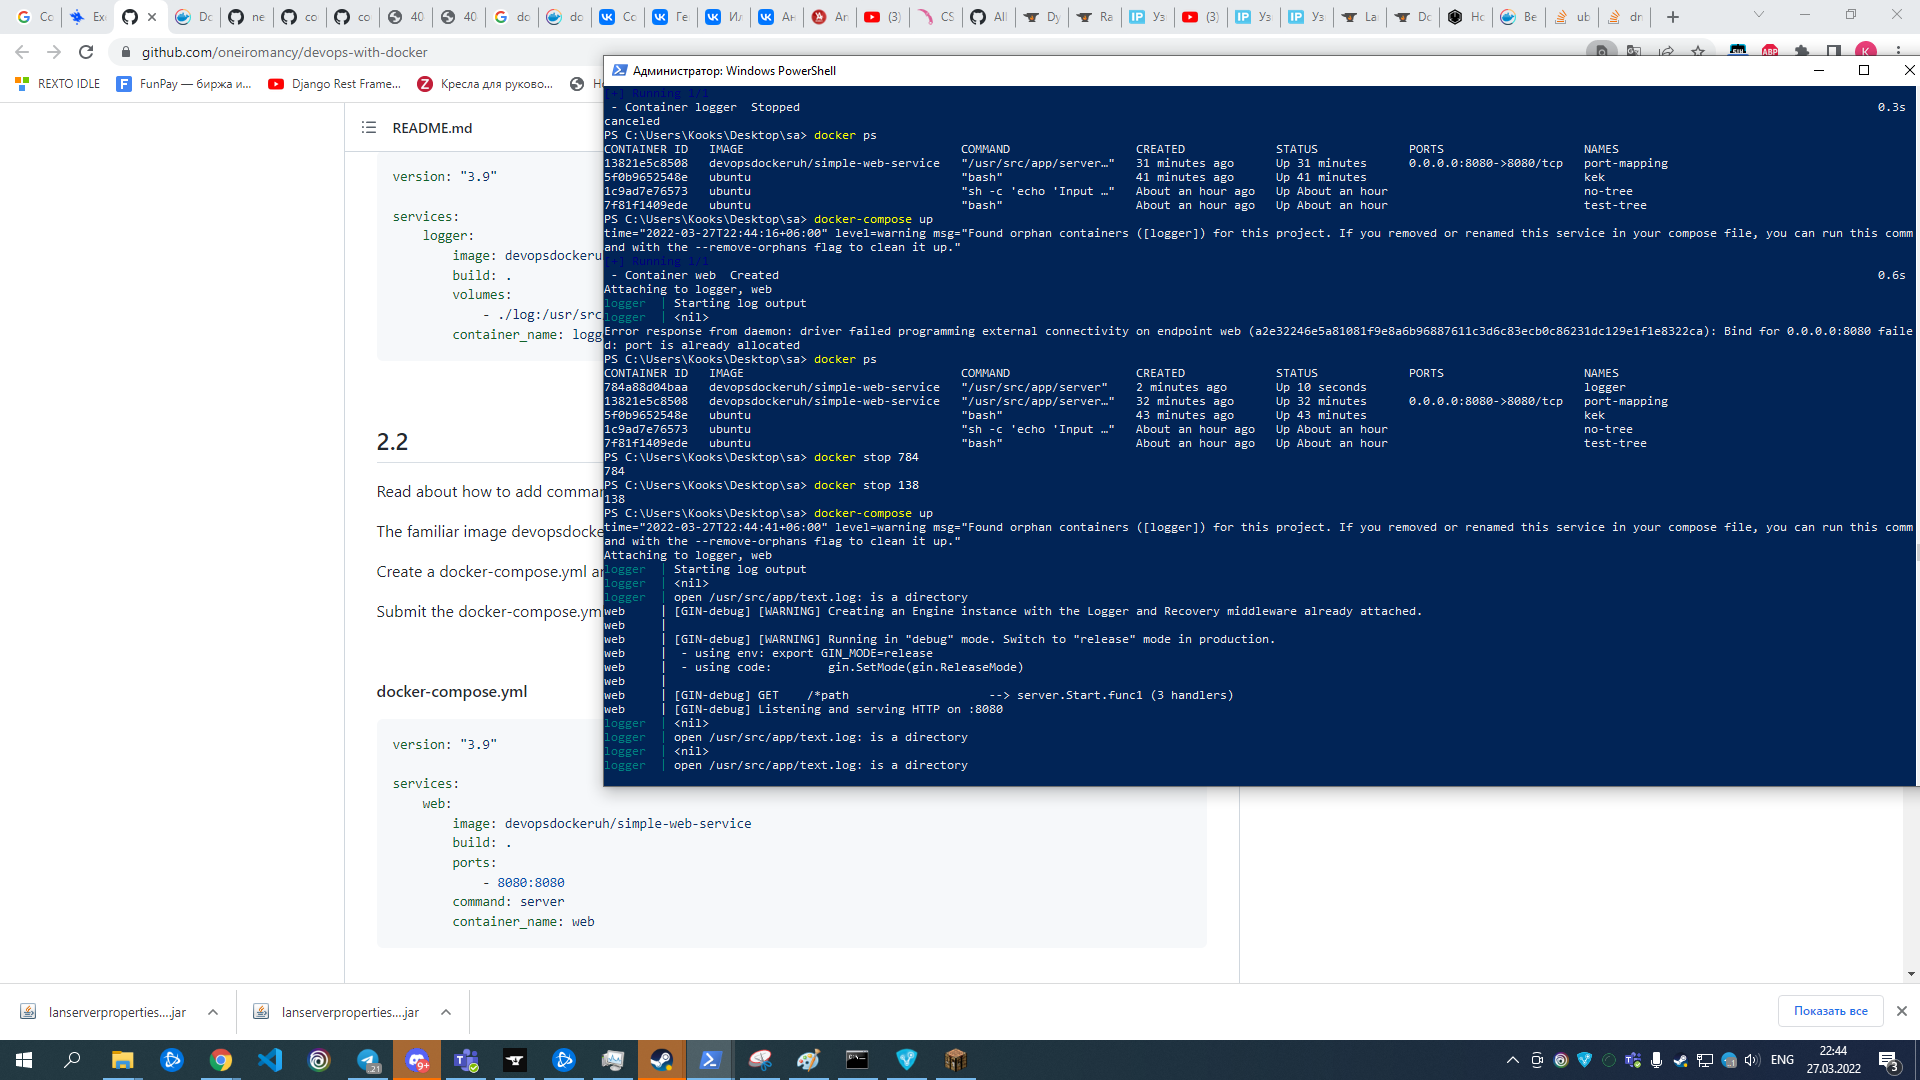 Co
Exe
Do
ne
co
co
40
40
do
do
Co
Ге
Ил
Ан
An
(3)
CS
All
Dy
Ra
Уз
(3)
Уз
Уз
La
Do
Ho
Be
ub
dr
github.com/oneiromancy/devops-with-docker
REXTO IDLE
FunPay — биржа и...
Django Rest Frame...
Кресла для руково...
Администратор: Windows PowerShell
[+] Running 1/1
- Container logger  Stopped 0.3s
canceled
PS C:\Users\Kooks\Desktop\sa> docker ps
CONTAINER ID   IMAGE   COMMAND   CREATED   STATUS   PORTS   NAMES
13821e5c8508   devopsdockeruh/simple-web-service   "/usr/src/app/server…"   31 minutes ago   Up 31 minutes   0.0.0.0:8080->8080/tcp   port-mapping
5f0b9652548e   ubuntu   "bash"   41 minutes ago   Up 41 minutes   kek
1c9ad7e76573   ubuntu   "sh -c 'echo 'Input …"   About an hour ago   Up About an hour   no-tree
7f81f1409ede   ubuntu   "bash"   About an hour ago   Up About an hour   test-tree
PS C:\Users\Kooks\Desktop\sa> docker-compose up
time="2022-03-27T22:44:16+06:00" level=warning msg="Found orphan containers ([logger]) for this project. If you removed or renamed this service in your compose file, you can run this comm
and with the --remove-orphans flag to clean it up."
[+] Running 1/1
- Container web  Created 0.6s
Attaching to logger, web
logger  | Starting log output
logger  | <nil>
Error response from daemon: driver failed programming external connectivity on endpoint web (a2e32246e5a81081f9e8a6b96887611c3d6c83ecb0c86231dc129e1f1e8322ca): Bind for 0.0.0.0:8080 faile
d: port is already allocated
PS C:\Users\Kooks\Desktop\sa> docker ps
CONTAINER ID   IMAGE   COMMAND   CREATED   STATUS   PORTS   NAMES
784a88d04baa   devopsdockeruh/simple-web-service   "/usr/src/app/server"   2 minutes ago   Up 10 seconds   logger
13821e5c8508   devopsdockeruh/simple-web-service   "/usr/src/app/server…"   32 minutes ago   Up 32 minutes   0.0.0.0:8080->8080/tcp   port-mapping
5f0b9652548e   ubuntu   "bash"   43 minutes ago   Up 43 minutes   kek
1c9ad7e76573   ubuntu   "sh -c 'echo 'Input …"   About an hour ago   Up About an hour   no-tree
7f81f1409ede   ubuntu   "bash"   About an hour ago   Up About an hour   test-tree
PS C:\Users\Kooks\Desktop\sa> docker stop 784
784
PS C:\Users\Kooks\Desktop\sa> docker stop 138
138
PS C:\Users\Kooks\Desktop\sa> docker-compose up
time="2022-03-27T22:44:41+06:00" level=warning msg="Found orphan containers ([logger]) for this project. If you removed or renamed this service in your compose file, you can run this comm
and with the --remove-orphans flag to clean it up."
Attaching to logger, web
logger  | Starting log output
logger  | <nil>
logger  | open /usr/src/app/text.log: is a directory
web     | [GIN-debug] [WARNING] Creating an Engine instance with the Logger and Recovery middleware already attached.
web     |
web     | [GIN-debug] [WARNING] Running in "debug" mode. Switch to "release" mode in production.
web     |  - using env: export GIN_MODE=release
web     |  - using code:        gin.SetMode(gin.ReleaseMode)
web     |
web     | [GIN-debug] GET    /*path                    --> server.Start.func1 (3 handlers)
web     | [GIN-debug] Listening and serving HTTP on :8080
logger  | <nil>
logger  | open /usr/src/app/text.log: is a directory
logger  | <nil>
logger  | open /usr/src/app/text.log: is a directory
README.md
version: "3.9"
services:
logger:
image: devopsdockeru
build: .
volumes:
- ./log:/usr/src
container_name: logg
2.2
Read about how to add comman
The familiar image devopsdocke
Create a docker-compose.yml an
Submit the docker-compose.ym
docker-compose.yml
version: "3.9"
services:
web:
image: devopsdockeruh/simple-web-service
build: .
ports:
- 8080:8080
command: server
container_name: web
lanserverproperties....jar
lanserverproperties....jar
Показать все
ENG
22:44
27.03.2022
3